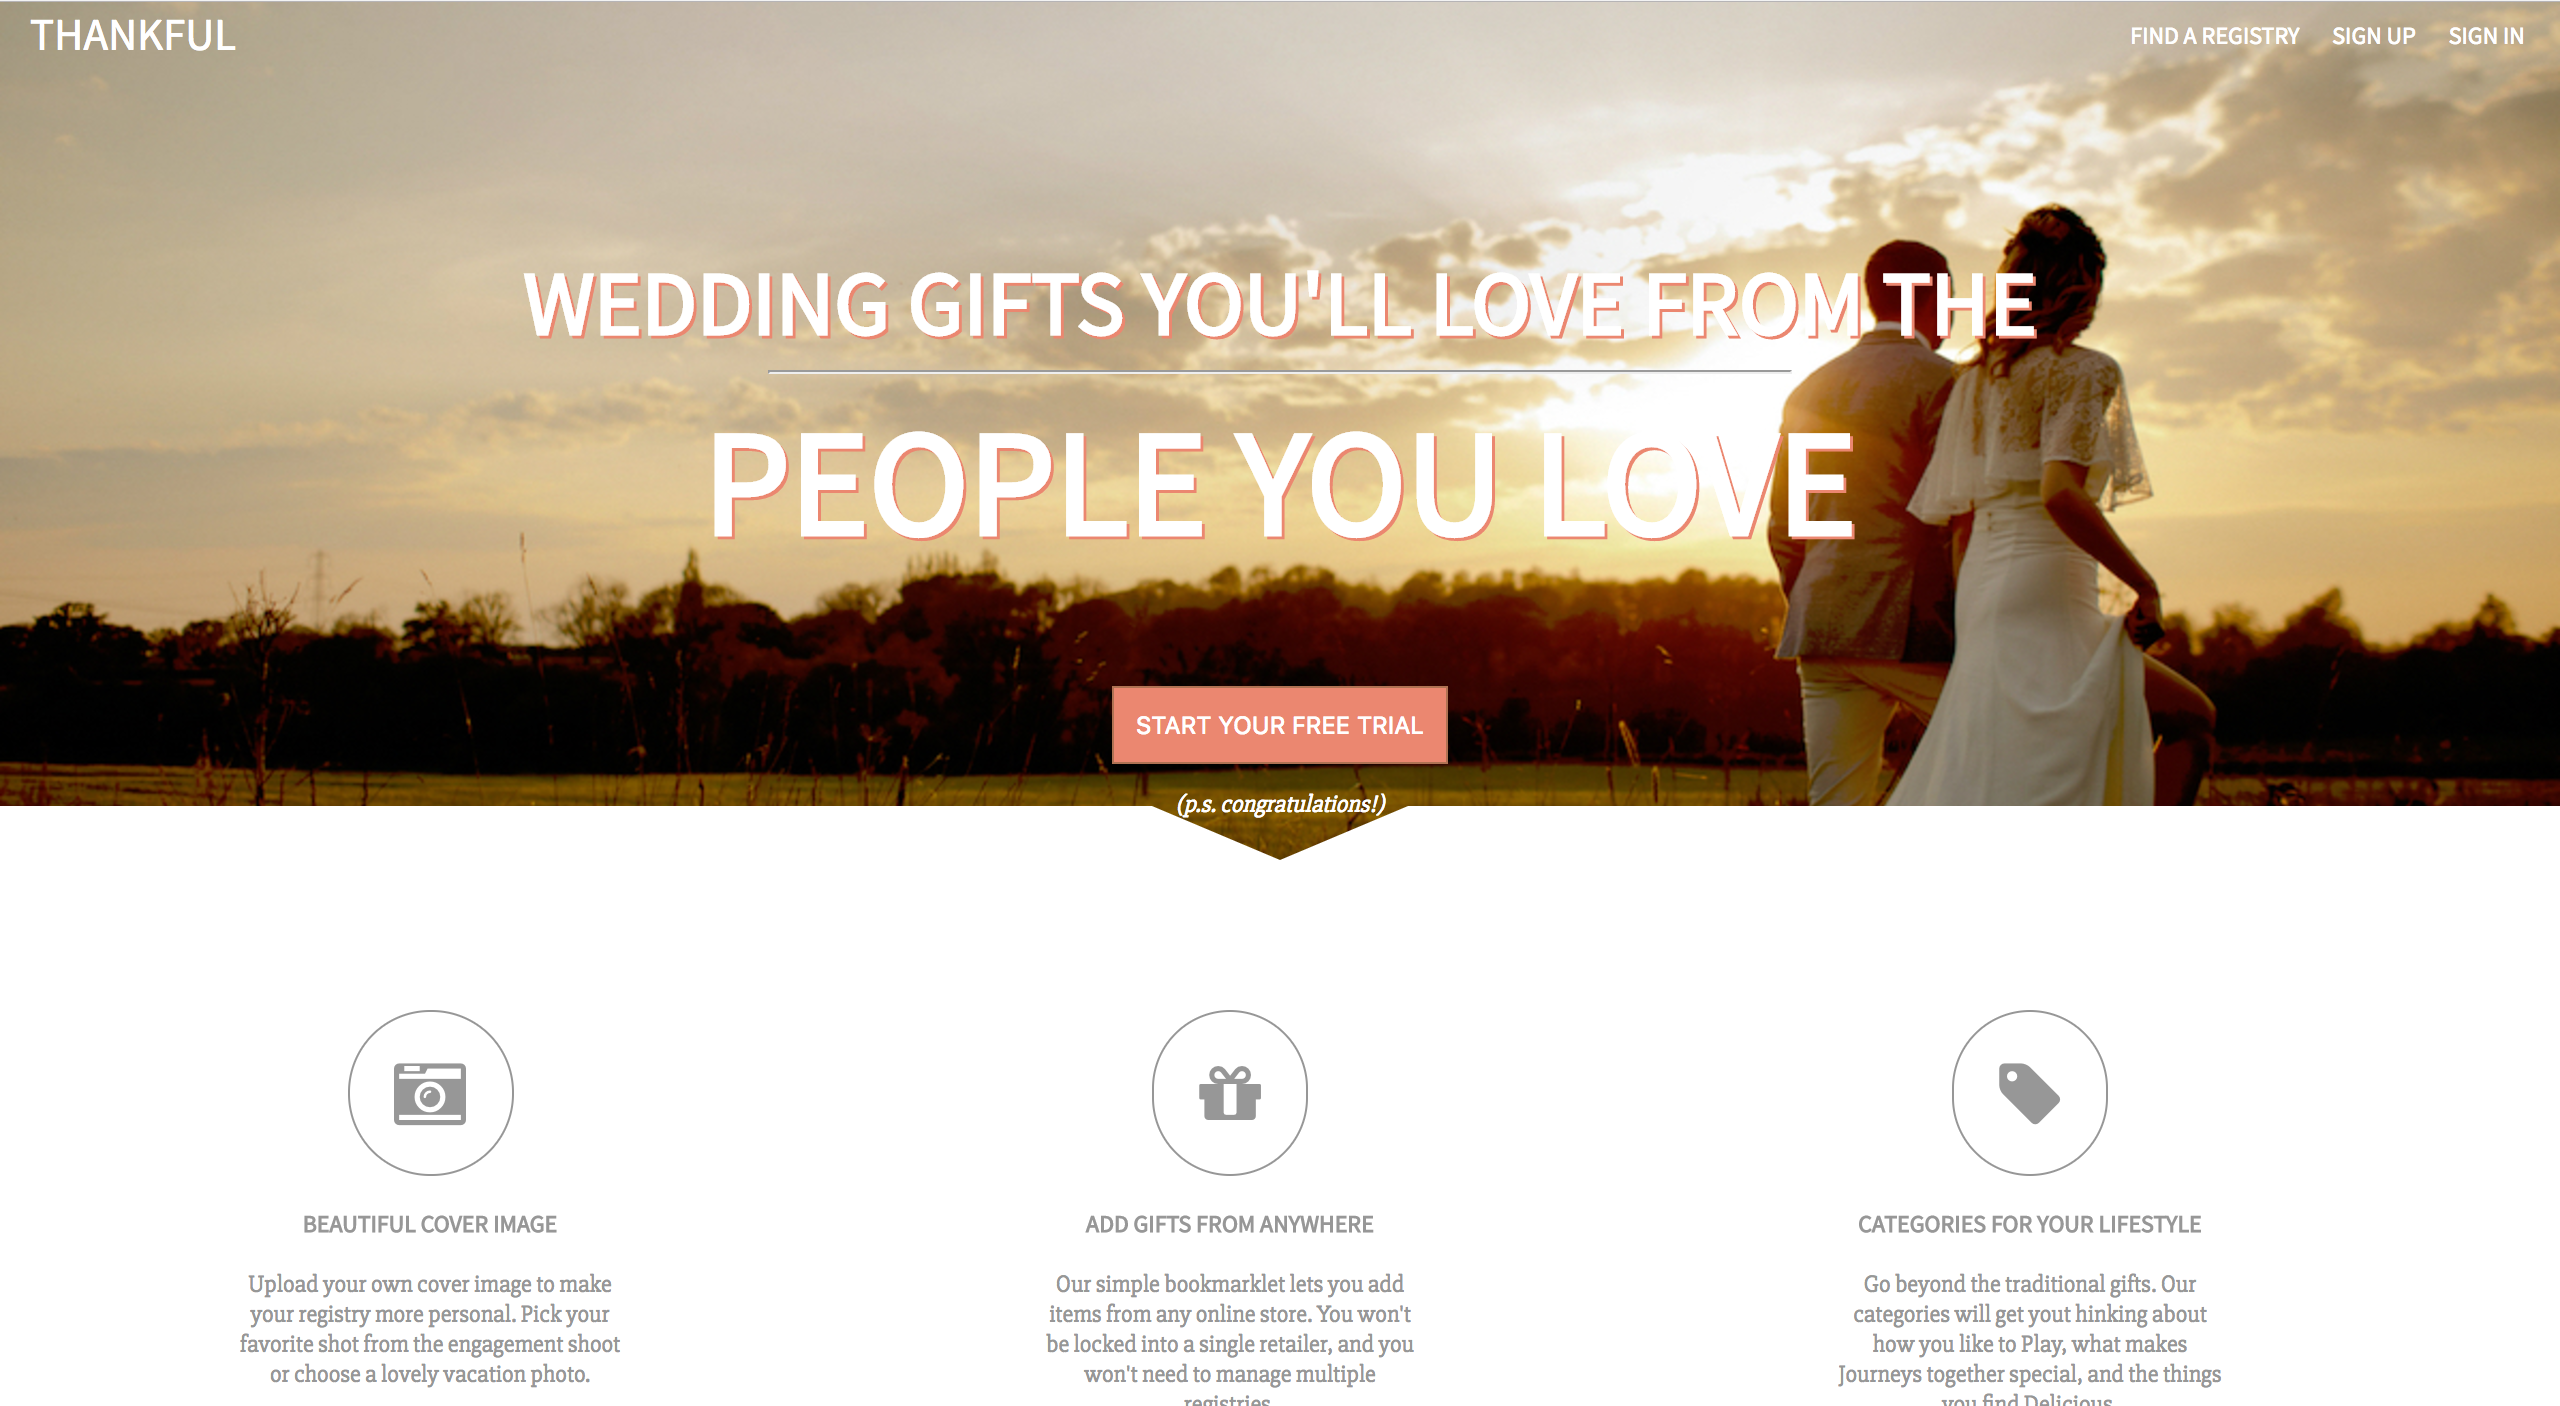 THANKFUL
FIND A REGISTRY SIGN UP SIGN IN
WEDDING GIFTS YOU'LL LOVE FROM THE
PEOPLE YOU LOVE
START YOUR FREE TRIAL
(p.s. congratulations!)
BEAUTIFUL COVER IMAGE
Upload your own cover image to make
your registry more personal. Pick your
favorite shot from the engagement shoot
or choose a lovely vacation photo.
ADD GIFTS FROM ANYWHERE
Our simple bookmarklet lets you add
items from any online store. You won't
be locked into a single retailer, and you
won't need to manage multiple
registries.
CATEGORIES FOR YOUR LIFESTYLE
Go beyond the traditional gifts. Our
categories will get yout hinking about
how you like to Play, what makes
Journeys together special, and the things
you find Delicious.